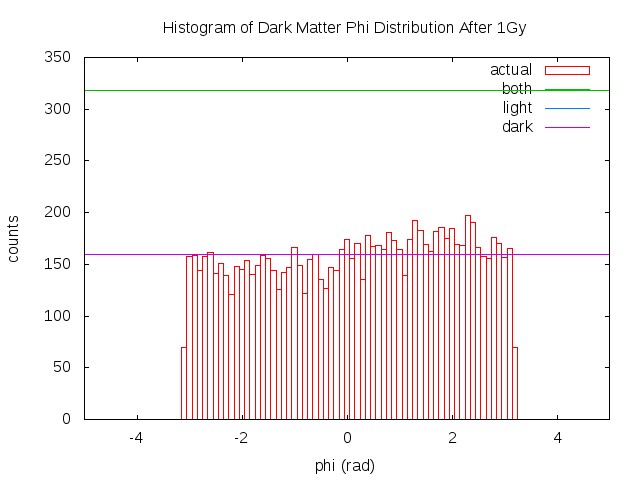 Histogram of Dark Matter Phi Distribution After 1Gy
350
300
250
200
150
100
50
0
counts
actual
both
light
dark
-4
-2
0
2
4
phi (rad)